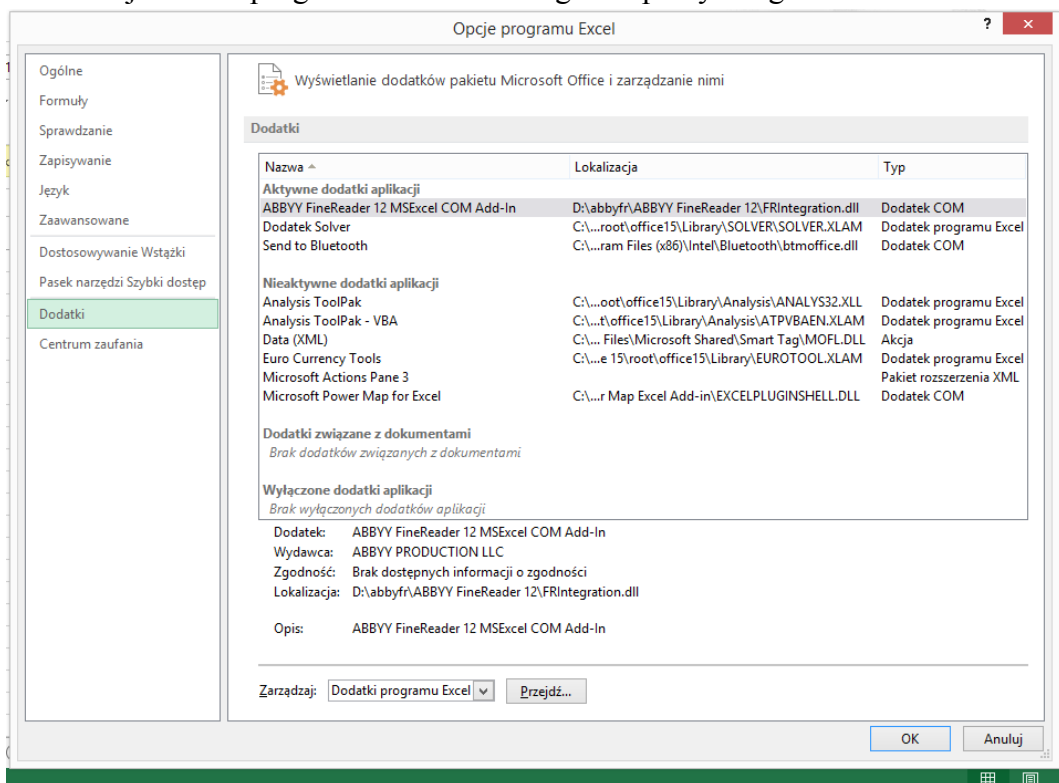 Opcje programu Excel
?
Ogólne
Formuły
Sprawdzanie
Zapisywanie
Język
Zaawansowane
Dostosowywanie Wstążki
Pasek narzędzi Szybki dostęp
Dodatki
Centrum zaufania
Wyświetlanie dodatków pakietu Microsoft Office i zarządzanie nimi
Dodatki
Nazwa Lokalizacja Typ
Aktywne dodatki aplikacji
ABBYY FineReader 12 MSExcel COM Add-In D:\abbyfr\ABBYY FineReader 12\FRIntegration.dll Dodatek COM
Dodatek Solver C:\...root\office15\Library\SOLVER\SOLVER.XLAM Dodatek programu Excel
Send to Bluetooth C:\...ram Files (x86)\Intel\Bluetooth\btmoffice.dll Dodatek COM
Nieaktywne dodatki aplikacji
Analysis ToolPak C:\...oot\office15\Library\Analysis\ANALYS32.XLL Dodatek programu Excel
Analysis ToolPak - VBA C:\...t\office15\Library\Analysis\ATPVBAEN.XLAM Dodatek programu Excel
Data (XML) C:\... Files\Microsoft Shared\Smart Tag\MOFL.DLL Akcja
Euro Currency Tools C:\...e 15\root\office15\Library\EUROTOOL.XLAM Dodatek programu Excel
Microsoft Actions Pane 3 Pakiet rozszerzenia XML
Microsoft Power Map for Excel C:\...r Map Excel Add-in\EXCELPLUGINSHELL.DLL Dodatek COM
Dodatki związane z dokumentami
Brak dodatków związanych z dokumentami
Wyłączone dodatki aplikacji
Brak wyłączonych dodatków aplikacji
Dodatek: ABBYY FineReader 12 MSExcel COM Add-In
Wydawca: ABBYY PRODUCTION LLC
Zgodność: Brak dostępnych informacji o zgodności
Lokalizacja: D:\abbyfr\ABBYY FineReader 12\FRIntegration.dll
Opis: ABBYY FineReader 12 MSExcel COM Add-In
Zarządzaj: Dodatki programu Excel Przejdź...
OK Anuluj